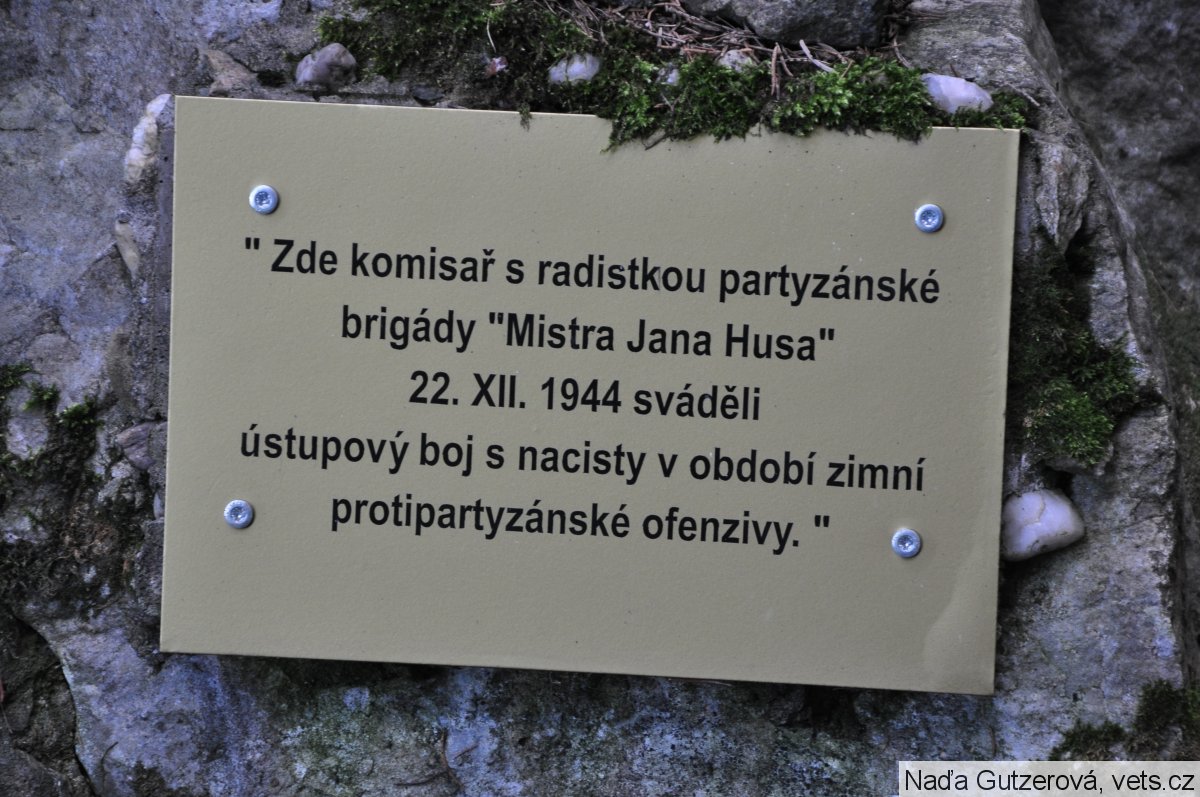 " Zde komisař s radistkou partyzánské
brigády "Mistra Jana Husa"
22. XII. 1944 sváděli
ústupový boj s nacisty v období zimní
protipartyzánské ofenzivy. "
Naďa Gutzerová, vets.cz